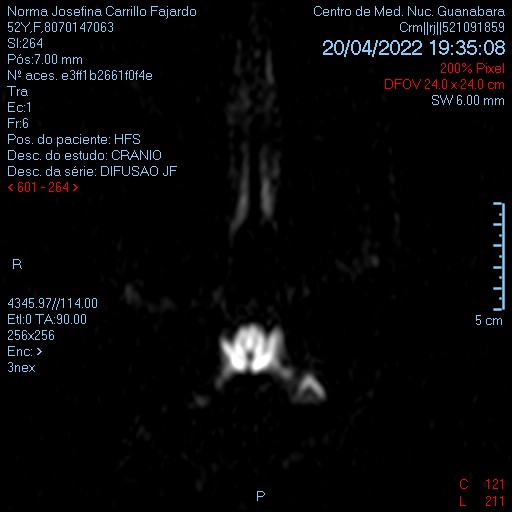 Norma Josefina Carrillo Fajardo
52Y,F,8070147063
SI:264
Pós:7.00 mm
Nº aces. e3ff1b2661f0f4e
Tra
Ec:1
Fr:6
Pos. do paciente: HFS
Desc. do estudo: CRANIO
Desc. da série: DIFUSAO JF
< 601 - 264 >
Centro de Med. Nuc. Guanabara
Crm||rj||521091859
20/04/2022 19:35:08
200% Pixel
DFOV 24.0 x 24.0 cm
SW 6.00 mm
R
5 cm
4345.97//114.00
Etl:0 TA:90.00
256x256
Enc: >
3nex
P
C 121
L 211